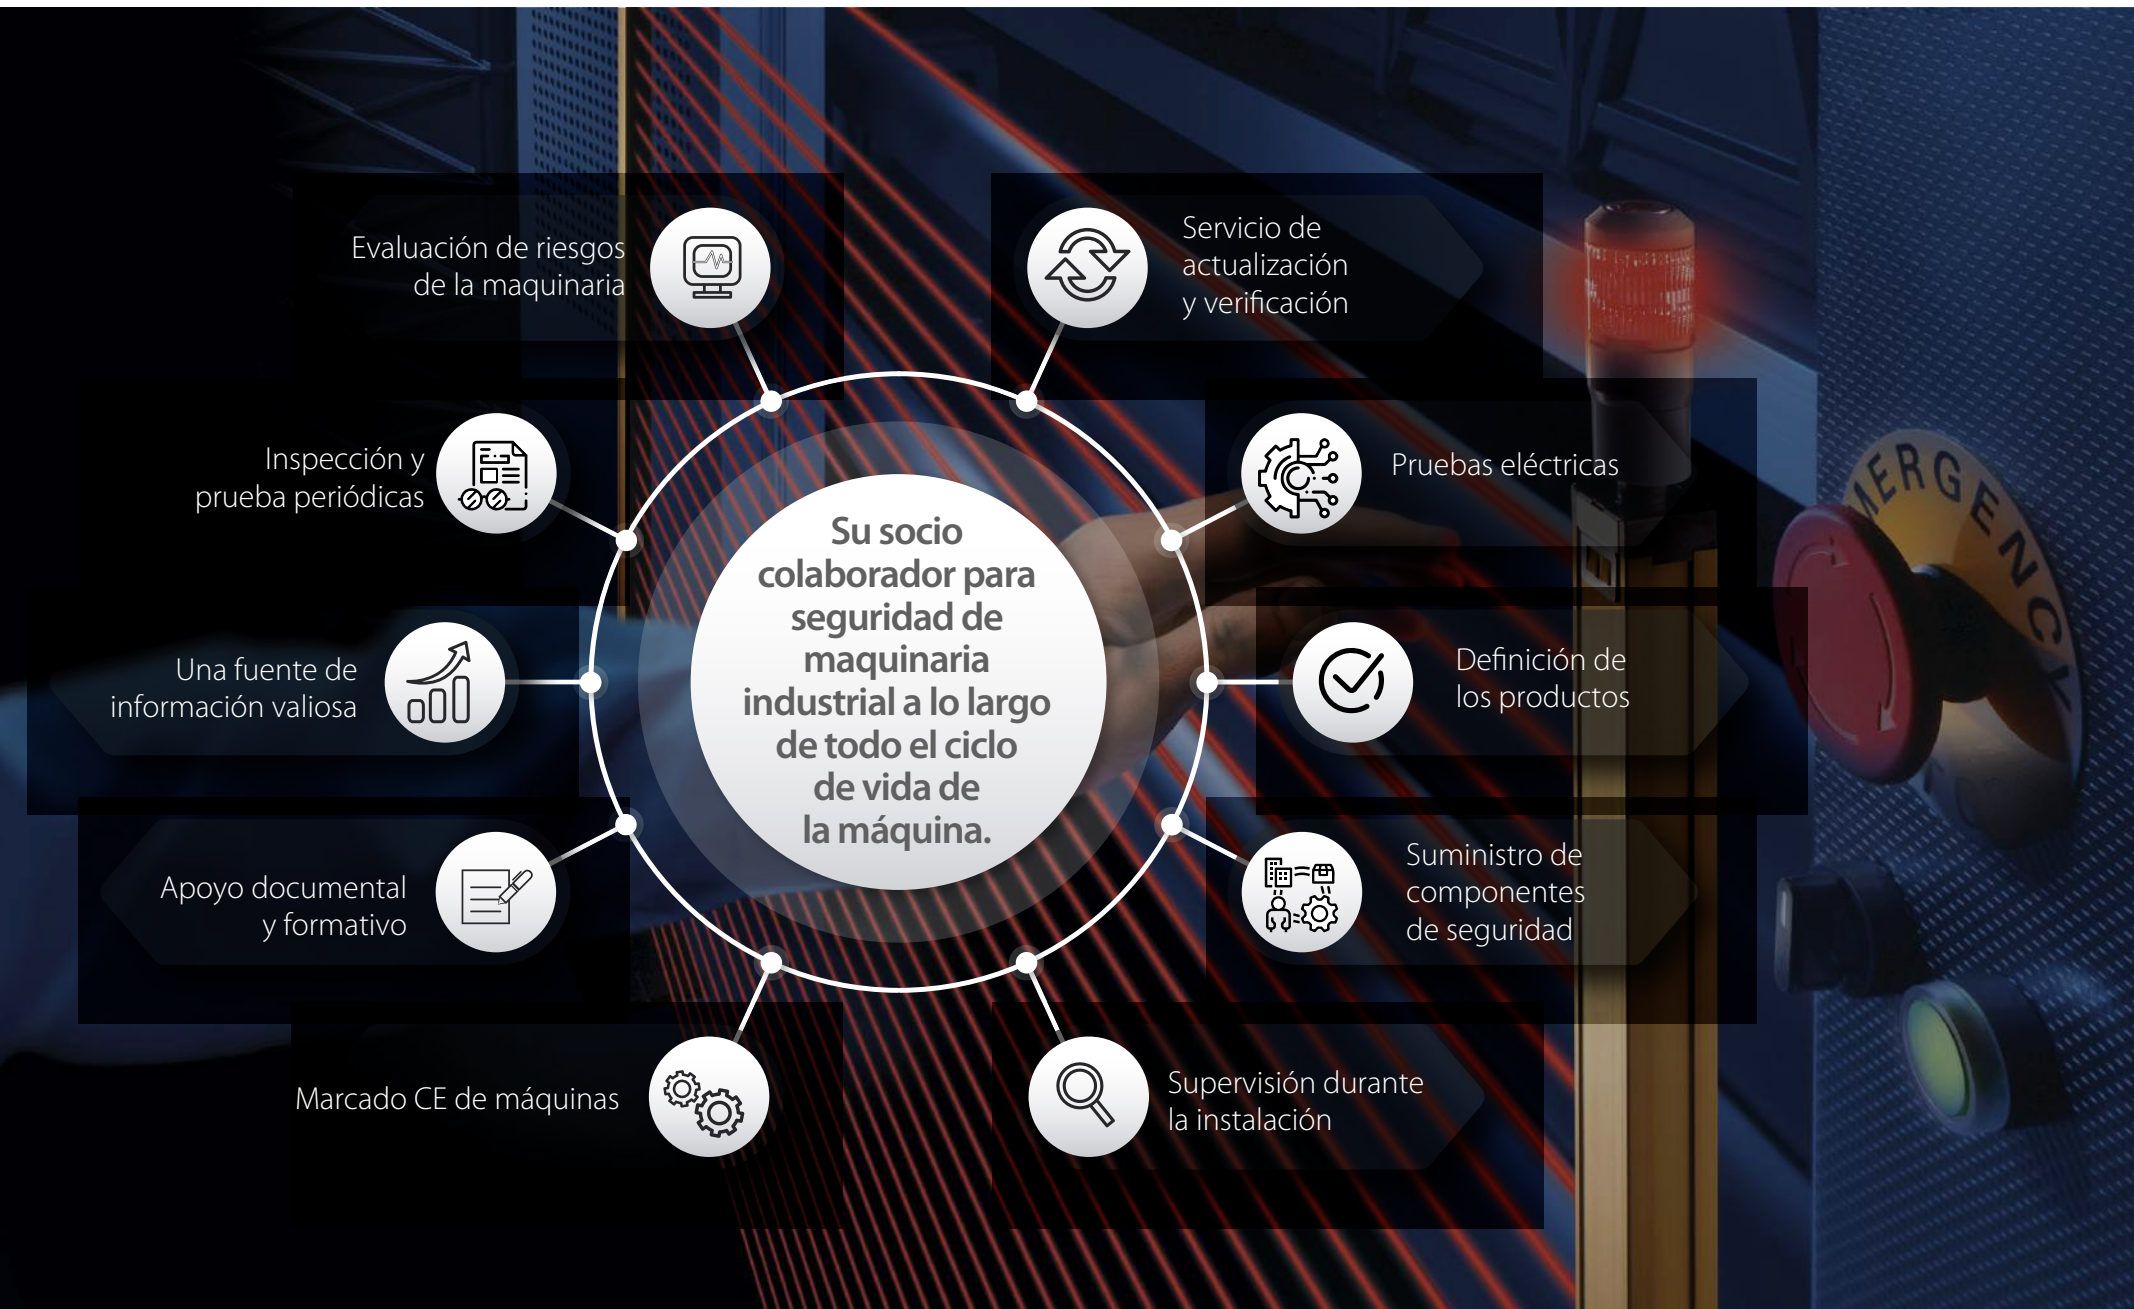 Evaluación de riesgos
de la maquinaria
Servicio de
actualización
y verificación
Inspección y
prueba periódicas
Pruebas eléctricas
Una fuente de
información valiosa
Definición de
los productos
Apoyo documental
y formativo
Suministro de
componentes
de seguridad
Marcado CE de máquinas
Supervisión durante
la instalación
Su socio
colaborador para
seguridad de
maquinaria
industrial a lo largo
de todo el ciclo
de vida de
la máquina.
EMERGENCY